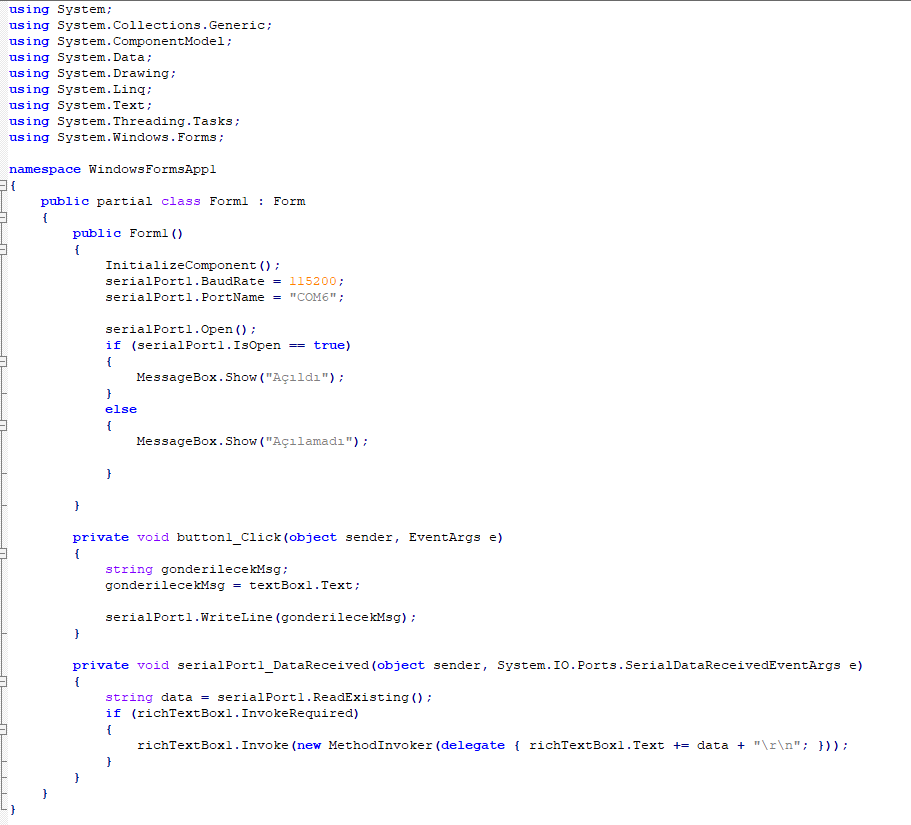 using System;
using System.Collections.Generic;
using System.ComponentModel;
using System.Data;
using System.Drawing;
using System.Linq;
using System.Text;
using System.Threading.Tasks;
using System.Windows.Forms;

namespace WindowsFormsApp1
{
    public partial class Form1 : Form
    {
        public Form1()
        {
            InitializeComponent();
            serialPort1.BaudRate = 115200;
            serialPort1.PortName = "COM6";

            serialPort1.Open();
            if (serialPort1.IsOpen == true)
            {
                MessageBox.Show("Açıldı");
            }
            else
            {
                MessageBox.Show("Açılamadı");

            }

        }

        private void button1_Click(object sender, EventArgs e)
        {
            string gonderilecekMsg;
            gonderilecekMsg = textBox1.Text;

            serialPort1.WriteLine(gonderilecekMsg);
        }

        private void serialPort1_DataReceived(object sender, System.IO.Ports.SerialDataReceivedEventArgs e)
        {
            string data = serialPort1.ReadExisting();
            if (richTextBox1.InvokeRequired)
            {
                richTextBox1.Invoke(new MethodInvoker(delegate { richTextBox1.Text += data + "\r\n"; }));
            }
        }
    }
}